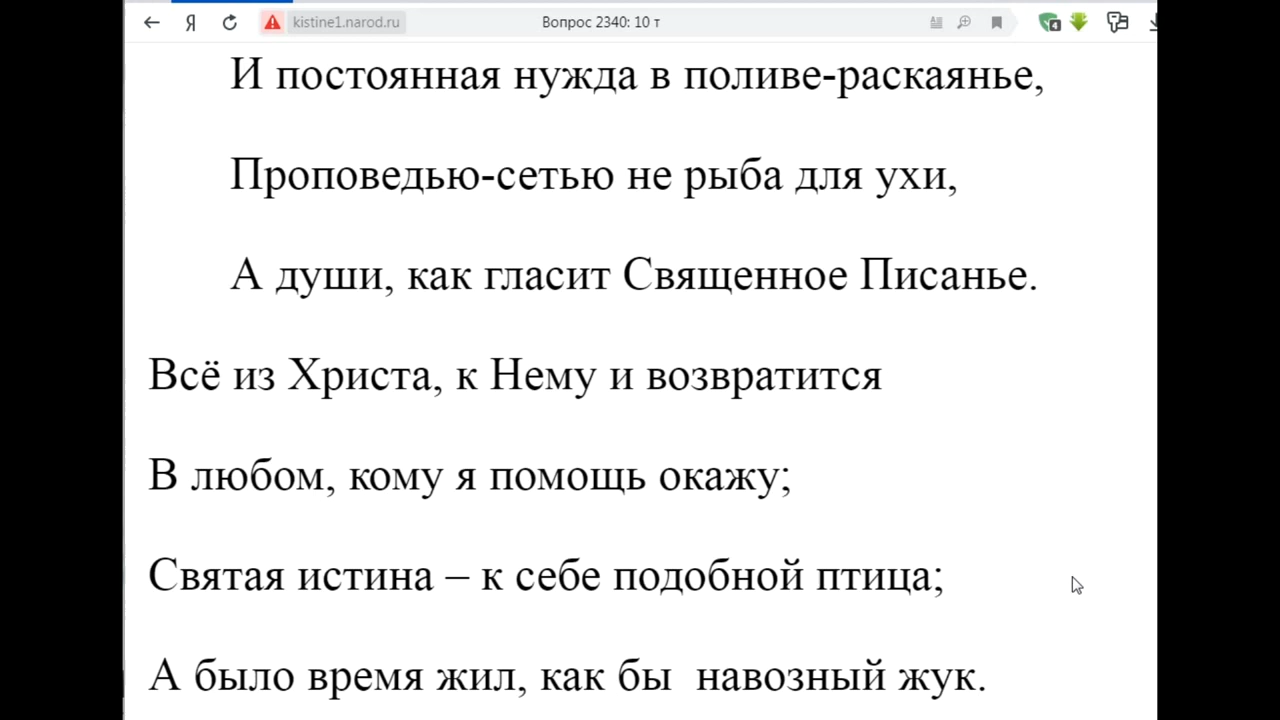 Я kistine1.narod.ru Вопрос 2340: 10 т 4
И постоянная нужда в поливе-раскаянье,
Проповедью-сетью не рыба для ухи,
А души, как гласит Священное Писанье.
Всё из Христа, к Нему и возвратится
В любом, кому я помощь окажу;
Святая истина – к себе подобной птица;
А было время жил, как бы  навозный жук.